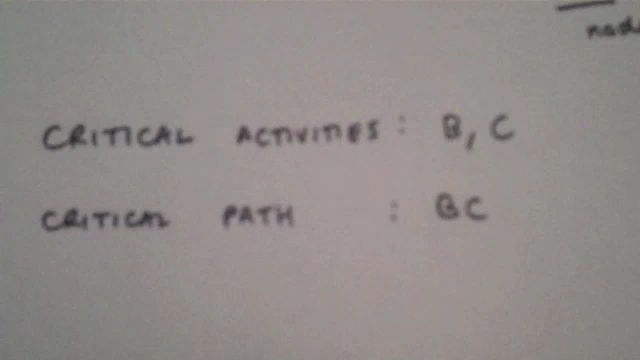 CRITICAL ACTIVITIES : B, C
CRITICAL PATH : BC